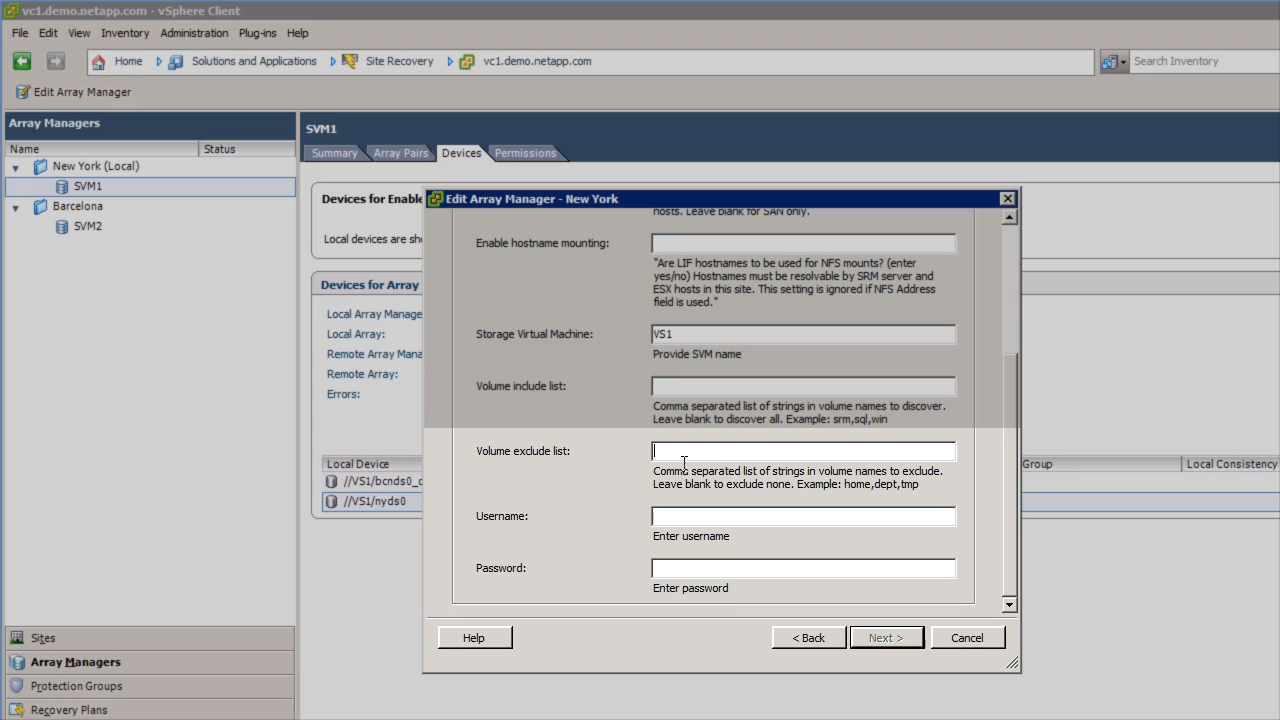 vc1.demo.netapp.com - vSphere Client
File Edit View Inventory Administration Plug-ins Help
Home Solutions and Applications Site Recovery vc1.demo.netapp.com Search Inventory
Edit Array Manager
Array Managers
Name Status
New York (Local)
SVM1
Barcelona
SVM2
Sites
Array Managers
Protection Groups
Recovery Plans
SVM1
Summary Array Pairs Devices Permissions
Devices for Enable
Local devices are sh
Devices for Array
Local Array Manage
Local Array:
Remote Array Mana
Remote Array:
Errors:
Local Device Group Local Consistency
//VS1/bcnds0_c
//VS1/nyds0
Edit Array Manager - New York
hosts. Leave blank for SAN only.
Enable hostname mounting:
"Are LIF hostnames to be used for NFS mounts? (enter
yes/no) Hostnames must be resolvable by SRM server and
ESX hosts in this site. This setting is ignored if NFS Address
field is used."
Storage Virtual Machine: VS1
Provide SVM name
Volume include list:
Comma separated list of strings in volume names to discover.
Leave blank to discover all. Example: srm,sql,win
Volume exclude list:
Comma separated list of strings in volume names to exclude.
Leave blank to exclude none. Example: home,dept,tmp
Username:
Enter username
Password:
Enter password
Help < Back Next > Cancel